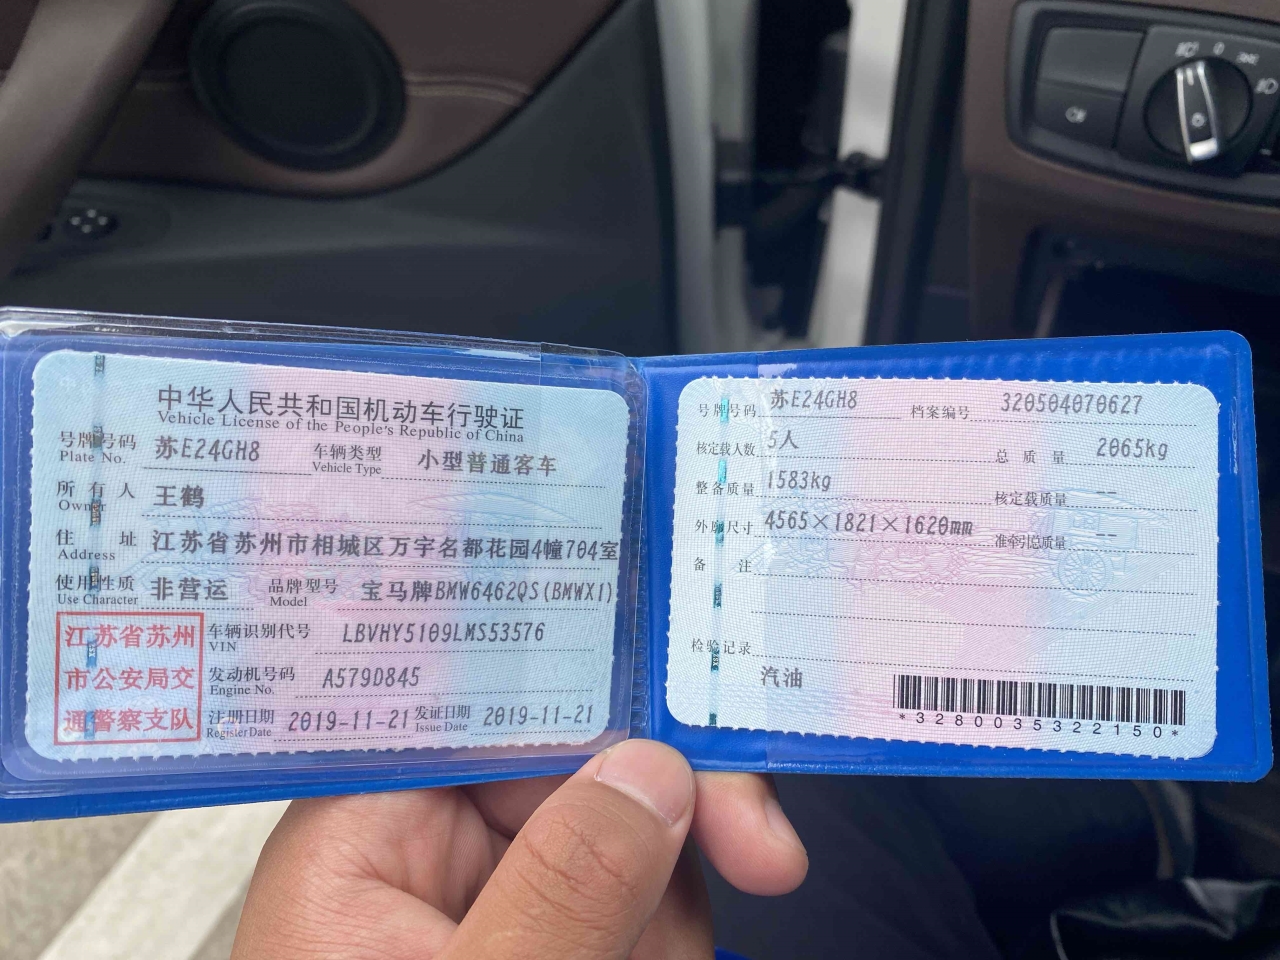 中华人民共和国机动车行驶证
Vehicle License of the People's Republic of China
号牌号码 苏E24GH8 车辆类型 小型普通客车
Plate No. Vehicle Type
所有人 王鹤
Owner
住址 江苏省苏州市相城区万宇名都花园4幢704室
Address
使用性质 非营运 品牌型号 宝马牌BMW6462QS(BMWX1)
Use Character Model
江苏省苏州
市公安局交
通警察支队
车辆识别代号 LBVHY5109LMS53576
VIN
发动机号码 A579D845
Engine No.
注册日期 2019-11-21 发证日期 2019-11-21
Register Date Issue Date
号牌号码 苏E24GH8 档案编号 320504070627
核定载人数 5人 总质量 2065kg
整备质量 1583kg 核定载质量 --
外廓尺寸 4565×1821×1620mm 准牵引总质量 --
备注
检验记录
汽油
*3280035322150*